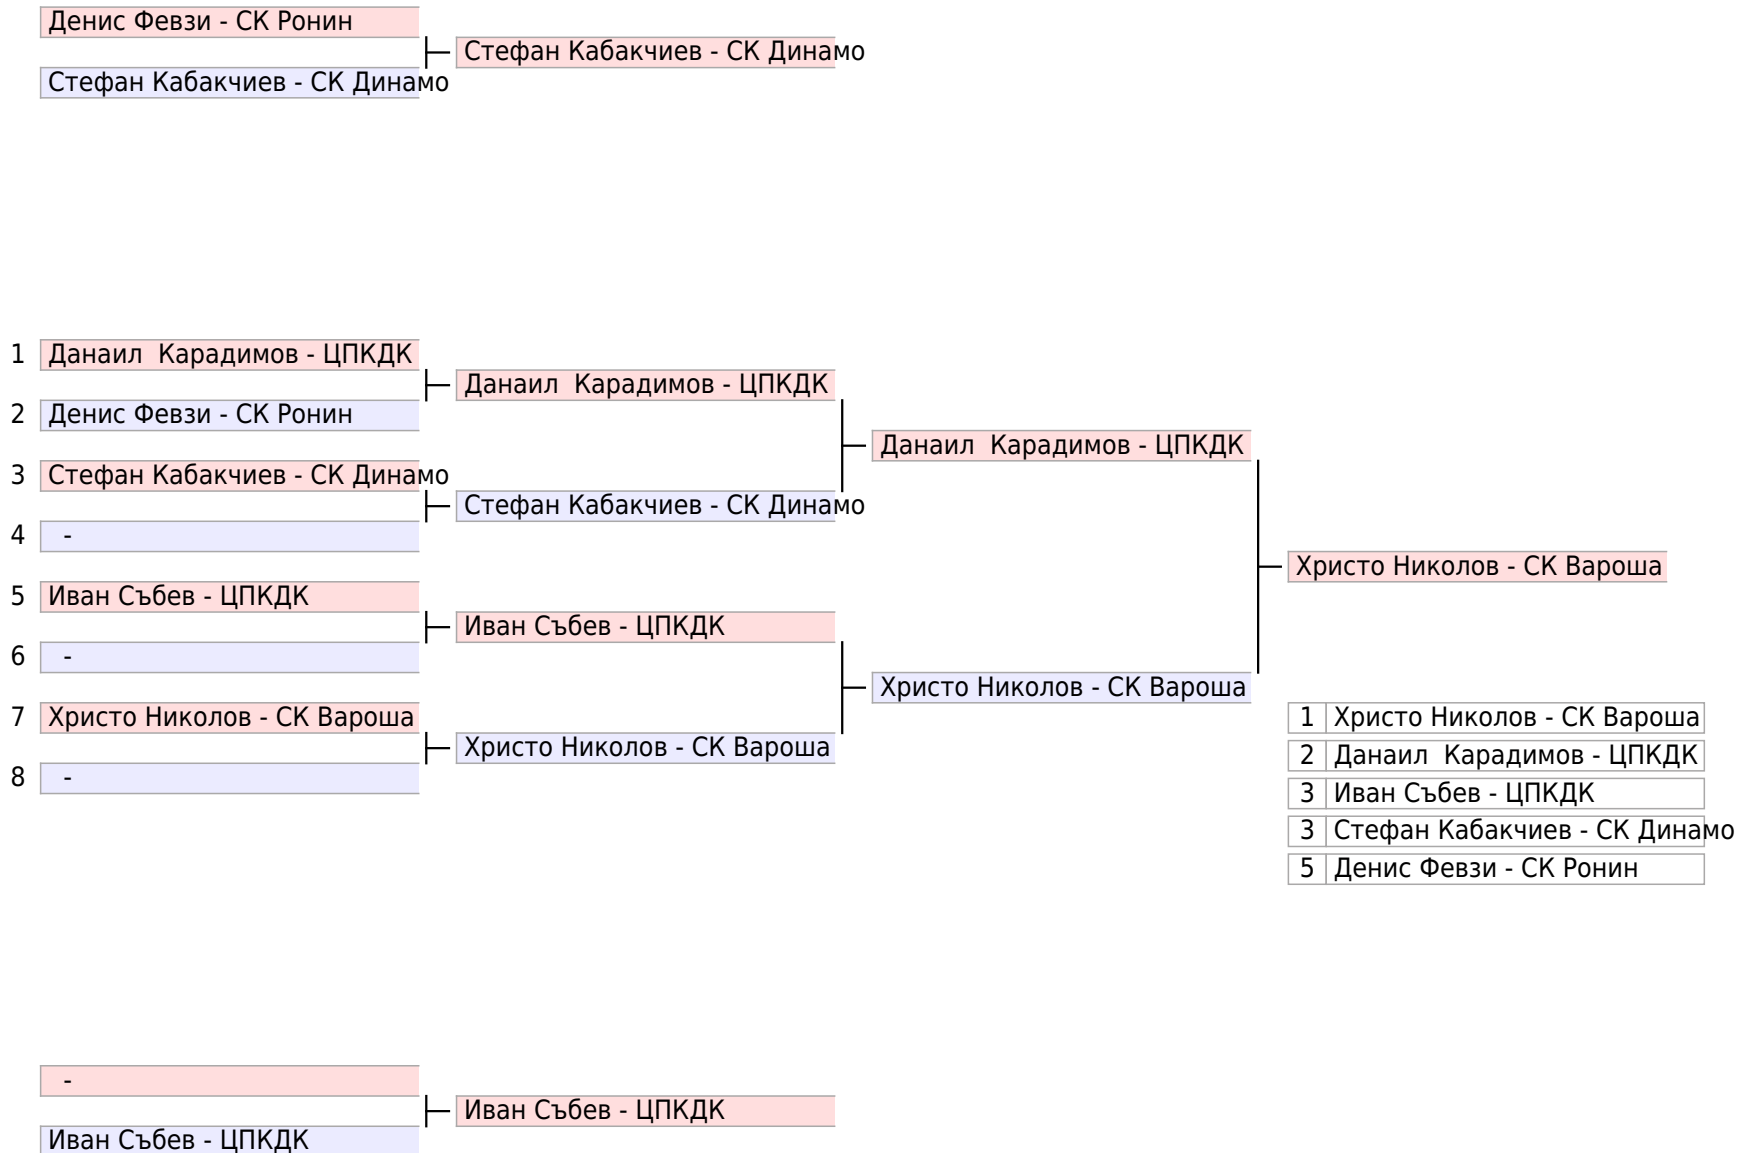 Денис Февзи - СК Ронин
Стефан Кабакчиев - СК Динамо
Стефан Кабакчиев - СК Динамо
1 Данаил  Карадимов - ЦПКДК
Данаил  Карадимов - ЦПКДК
2 Денис Февзи - СК Ронин
Данаил  Карадимов - ЦПКДК
3 Стефан Кабакчиев - СК Динамо
Стефан Кабакчиев - СК Динамо
4 -
Христо Николов - СК Вароша
5 Иван Събев - ЦПКДК
Иван Събев - ЦПКДК
6 -
Христо Николов - СК Вароша
7 Христо Николов - СК Вароша
Христо Николов - СК Вароша
8 -
1 Христо Николов - СК Вароша
2 Данаил  Карадимов - ЦПКДК
3 Иван Събев - ЦПКДК
3 Стефан Кабакчиев - СК Динамо
5 Денис Февзи - СК Ронин
-
Иван Събев - ЦПКДК
Иван Събев - ЦПКДК